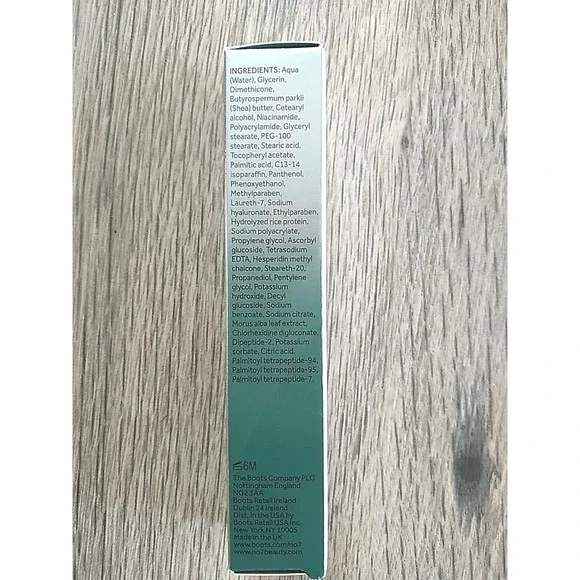 INGREDIENTS: Aqua
(Water), Glycerin,
Dimethicone,
Butyrospermum parkii
(Shea) butter, Cetearyl
alcohol, Niacinamide,
Polyacrylamide, Glyceryl
stearate, PEG-100
stearate, Stearic acid,
Tocopheryl acetate,
Palmitic acid, C13-14
isoparaffin, Panthenol,
Phenoxyethanol,
Methylparaben,
Laureth-7, Sodium
hyaluronate, Ethylparaben,
Hydrolyzed rice protein,
Sodium polyacrylate,
Propylene glycol, Ascorbyl
glucoside, Tetrasodium
EDTA, Hesperidin methyl
chalcone, Steareth-20,
Propanediol, Pentylene
glycol, Potassium
hydroxide, Decyl
glucoside, Sodium
benzoate, Sodium citrate,
Morus alba leaf extract,
Chlorhexidine digluconate,
Dipeptide-2, Potassium
sorbate, Citric acid,
Palmitoyl tetrapeptide-94,
Palmitoyl tetrapeptide-95,
Palmitoyl tetrapeptide-7.
6M
The Boots Company PLC
Nottingham England
NG2 3AA
Boots Retail Ireland
Dublin 24 Ireland
Dist. in the USA by
Boots Retail USA Inc.
New York NY 10005
Made in the UK
www.boots.com/no7
www.no7beauty.com